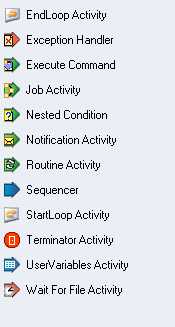 EndLoop Activity
Exception Handler
Execute Command
Job Activity
Nested Condition
Notification Activity
Routine Activity
Sequencer
StartLoop Activity
Terminator Activity
UserVariables Activity
Wait For File Activity